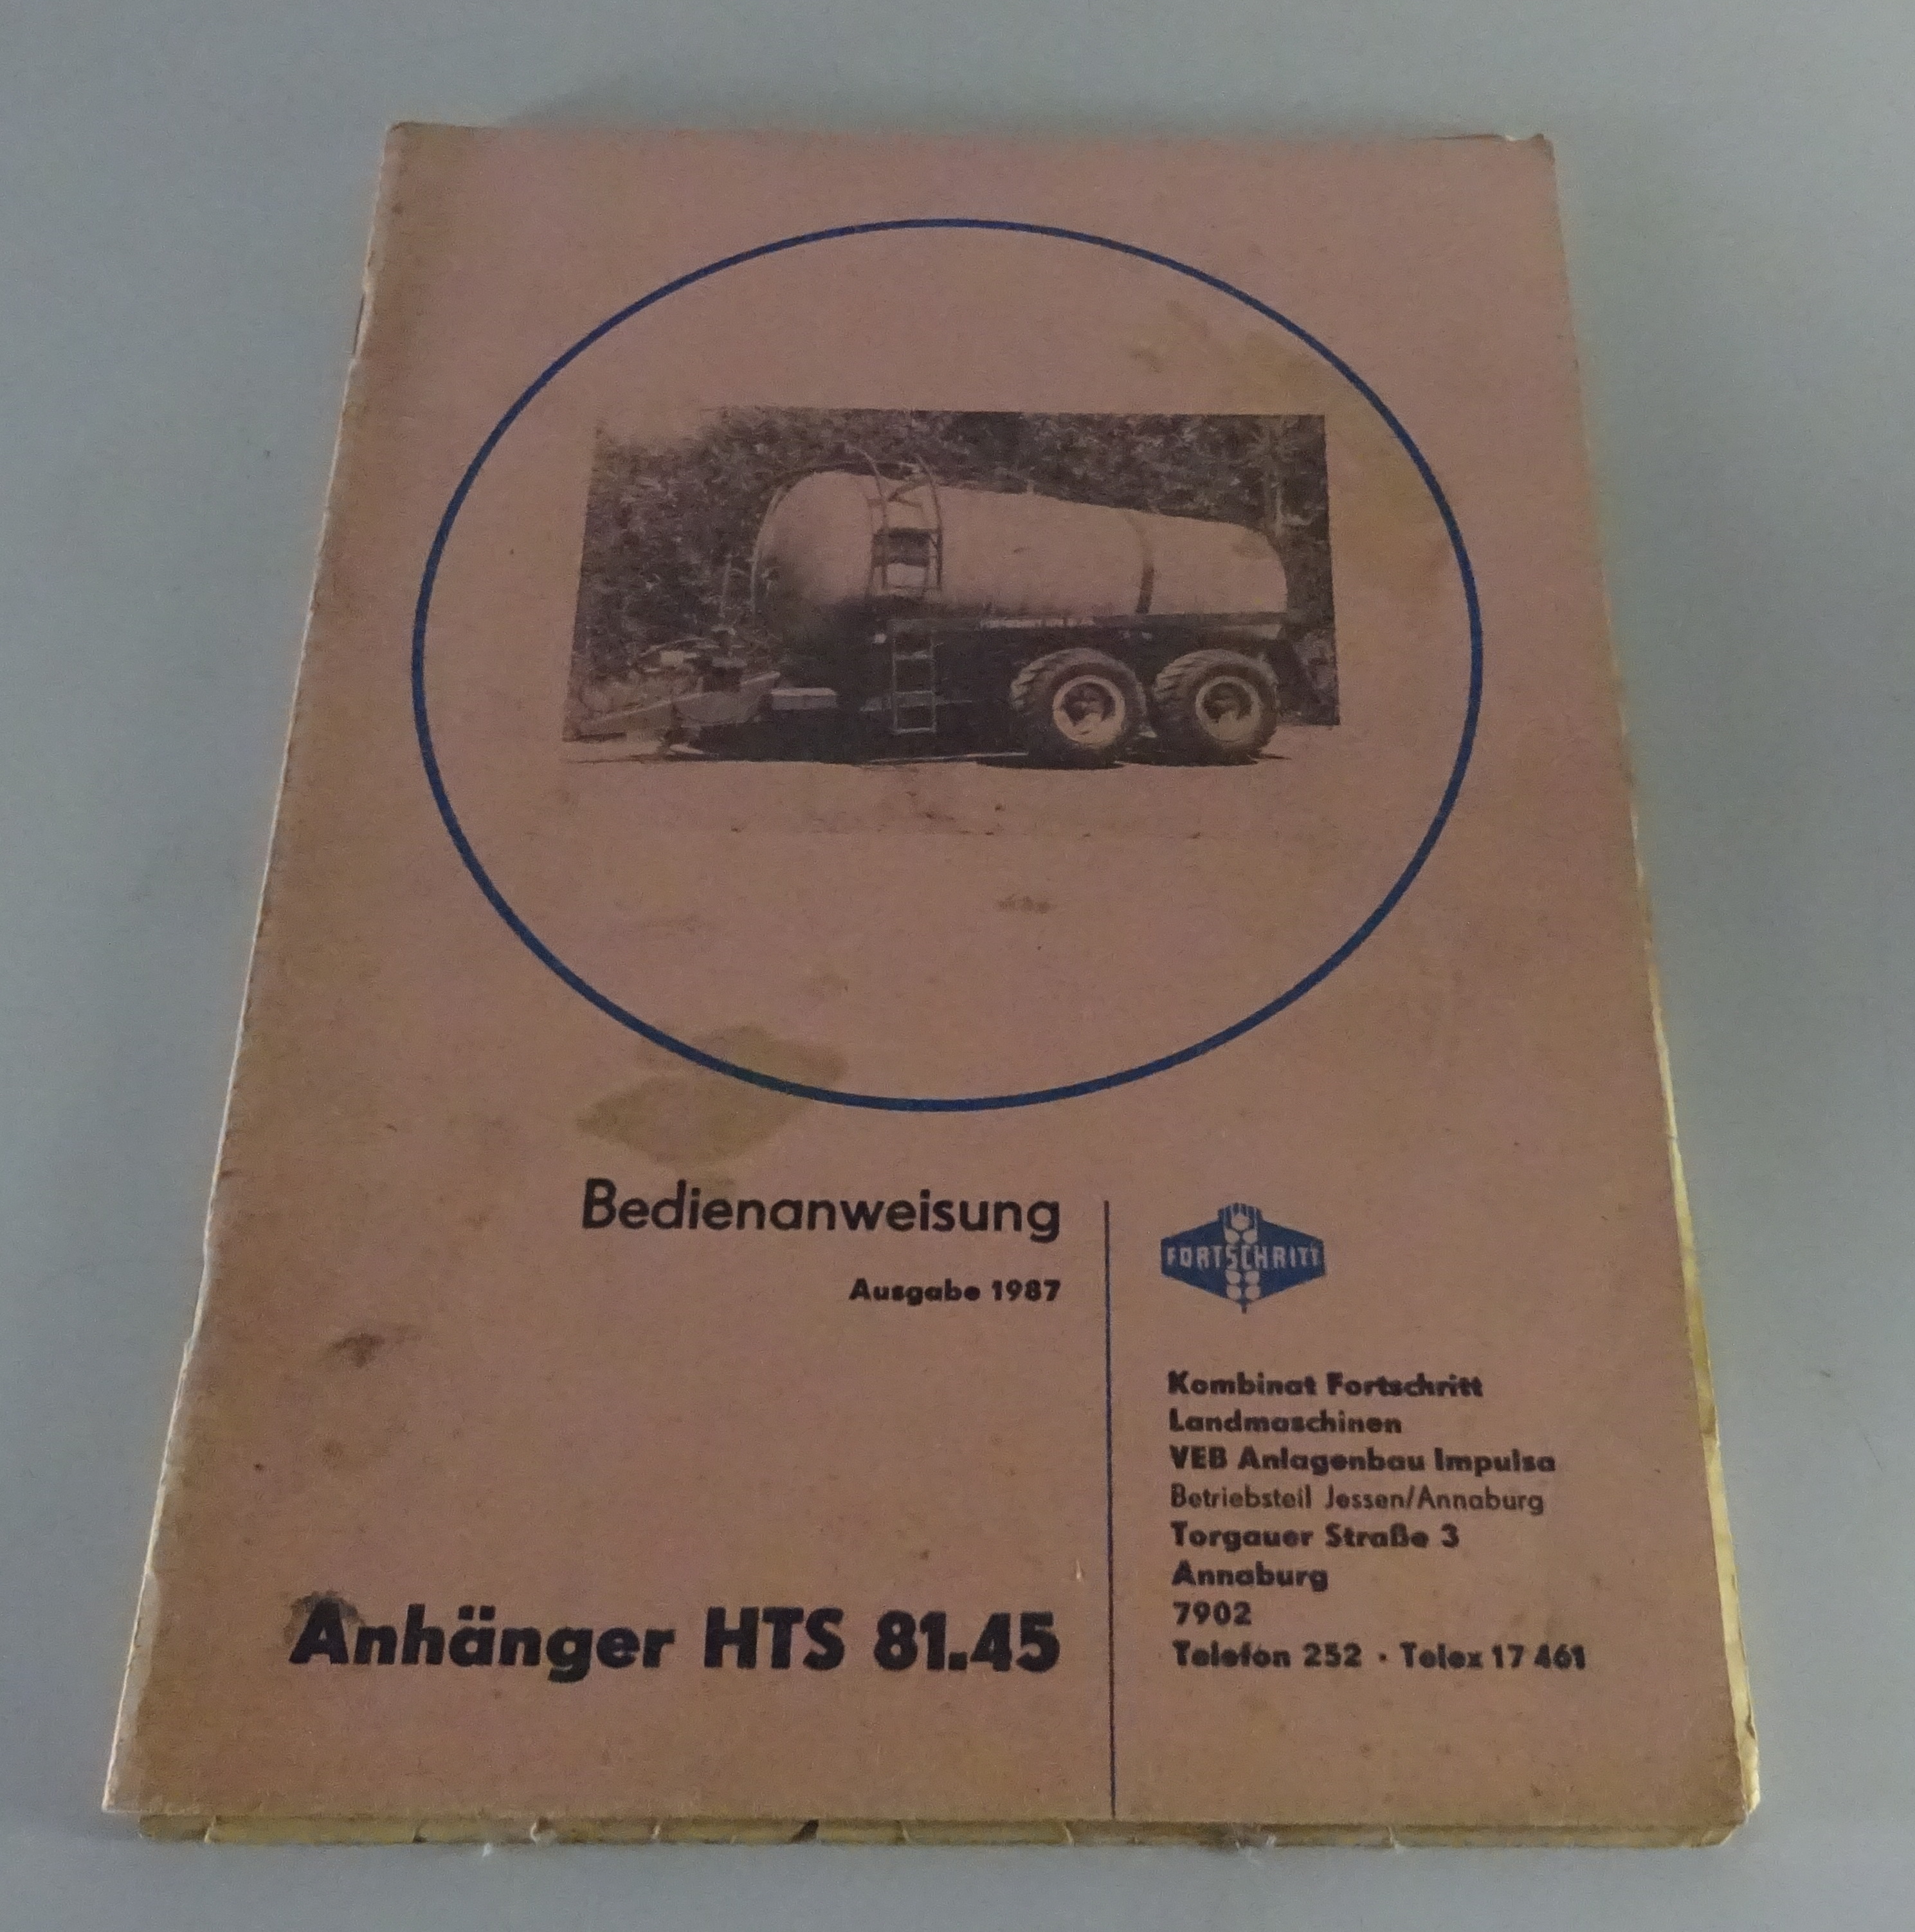 Bedienanweisung
Ausgabe 1987
Anhänger HTS 81.45
FORTSCHRITT
Kombinat Fortschritt
Landmaschinen
VEB Anlagenbau Impulsa
Betriebsteil Jessen/Annaburg
Torgauer Straße 3
Annaburg
7902
Telefon 252 · Telex 17 461